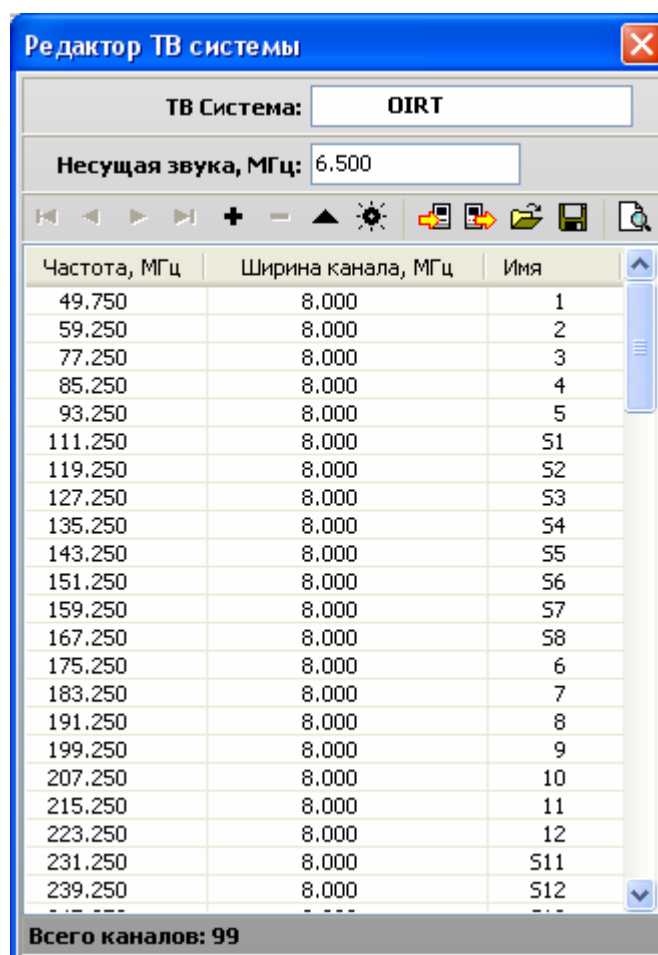 Редактор ТВ системы
ТВ Система: OIRT
Несущая звука, МГц: 6.500
Частота, МГц Ширина канала, МГц Имя
49.750 8.000 1
59.250 8.000 2
77.250 8.000 3
85.250 8.000 4
93.250 8.000 5
111.250 8.000 S1
119.250 8.000 S2
127.250 8.000 S3
135.250 8.000 S4
143.250 8.000 S5
151.250 8.000 S6
159.250 8.000 S7
167.250 8.000 S8
175.250 8.000 6
183.250 8.000 7
191.250 8.000 8
199.250 8.000 9
207.250 8.000 10
215.250 8.000 11
223.250 8.000 12
231.250 8.000 S11
239.250 8.000 S12
Всего каналов: 99